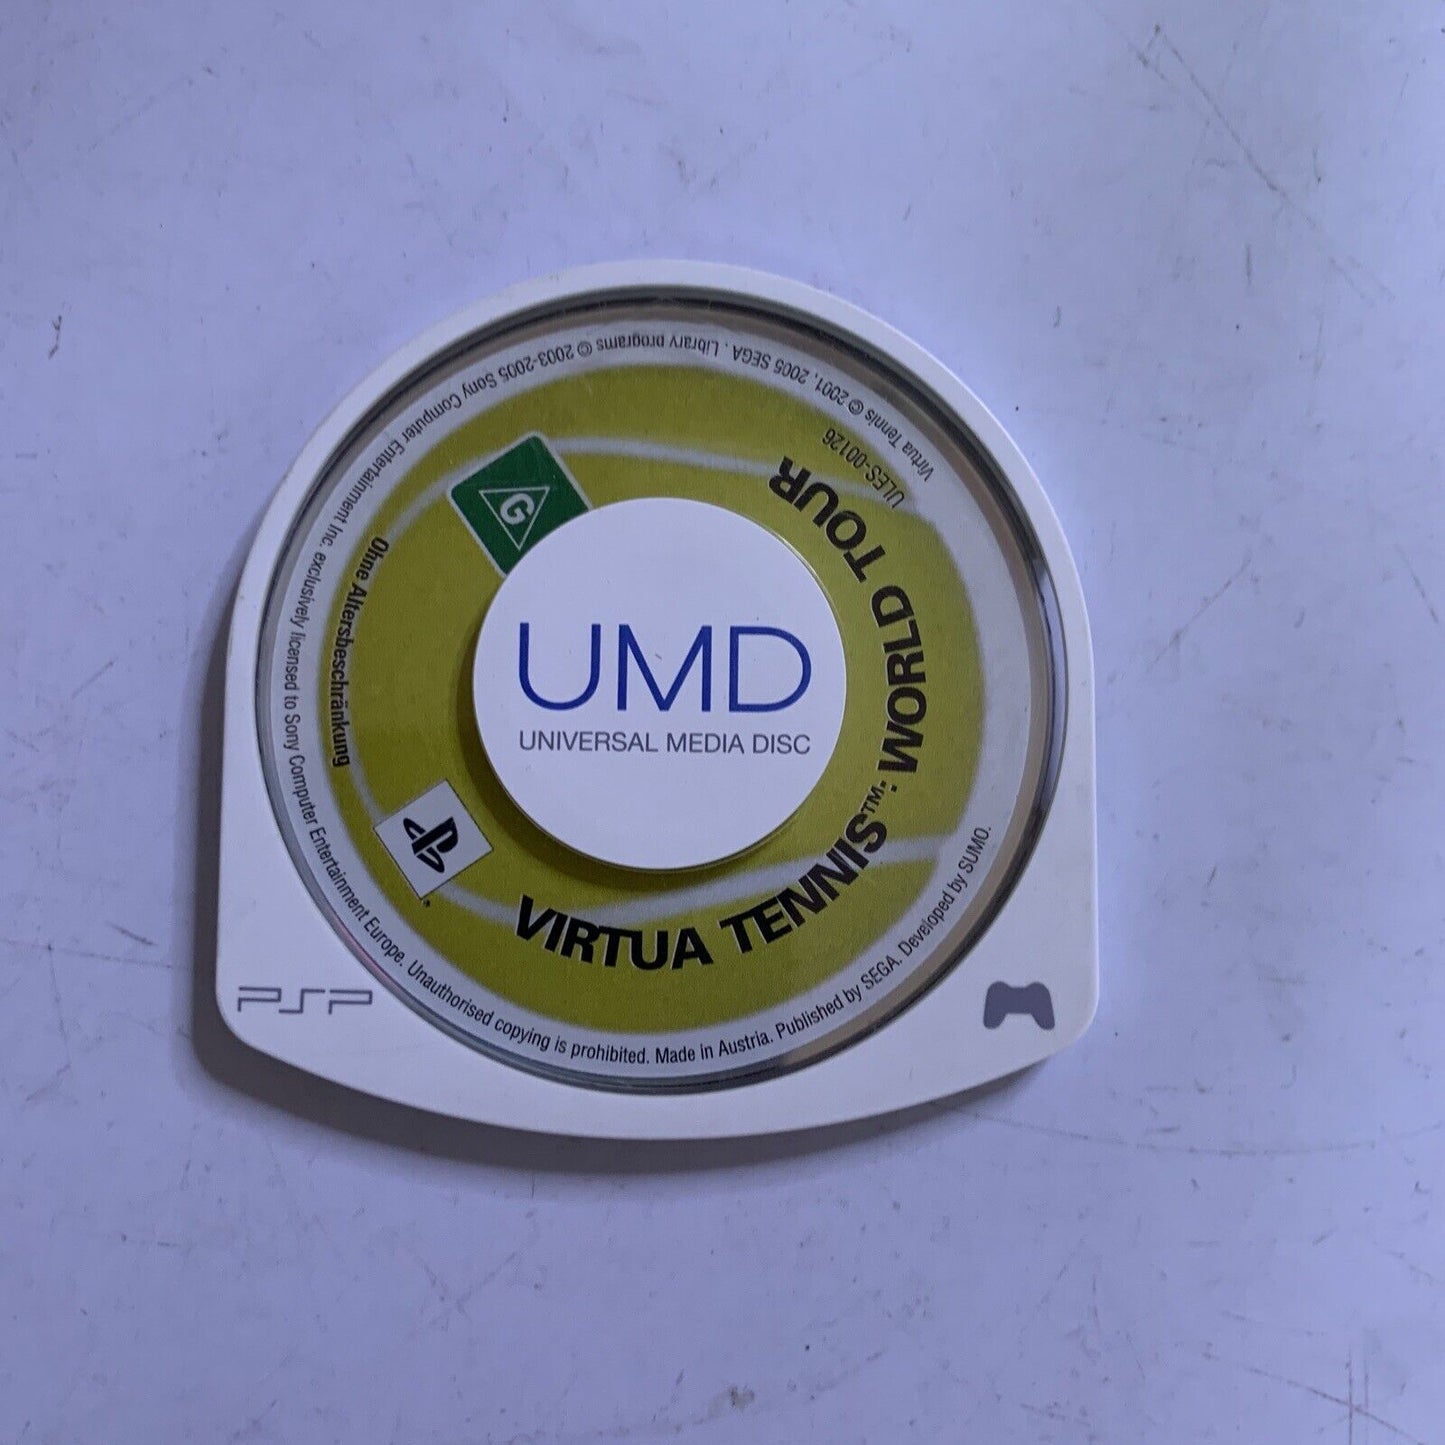 UMD
UNIVERSAL MEDIA DISC
VIRTUA TENNIS™: WORLD TOUR
ULES-00126
G
Ohne Altersbeschränkung
Virtua Tennis © 2001, 2005 SEGA . Library programs © 2003-2005 Sony Computer Entertainment Inc. exclusively licensed to Sony Computer Entertainment Europe. Unauthorised copying is prohibited. Made in Austria. Published by SEGA. Developed by SUMO.
PSP